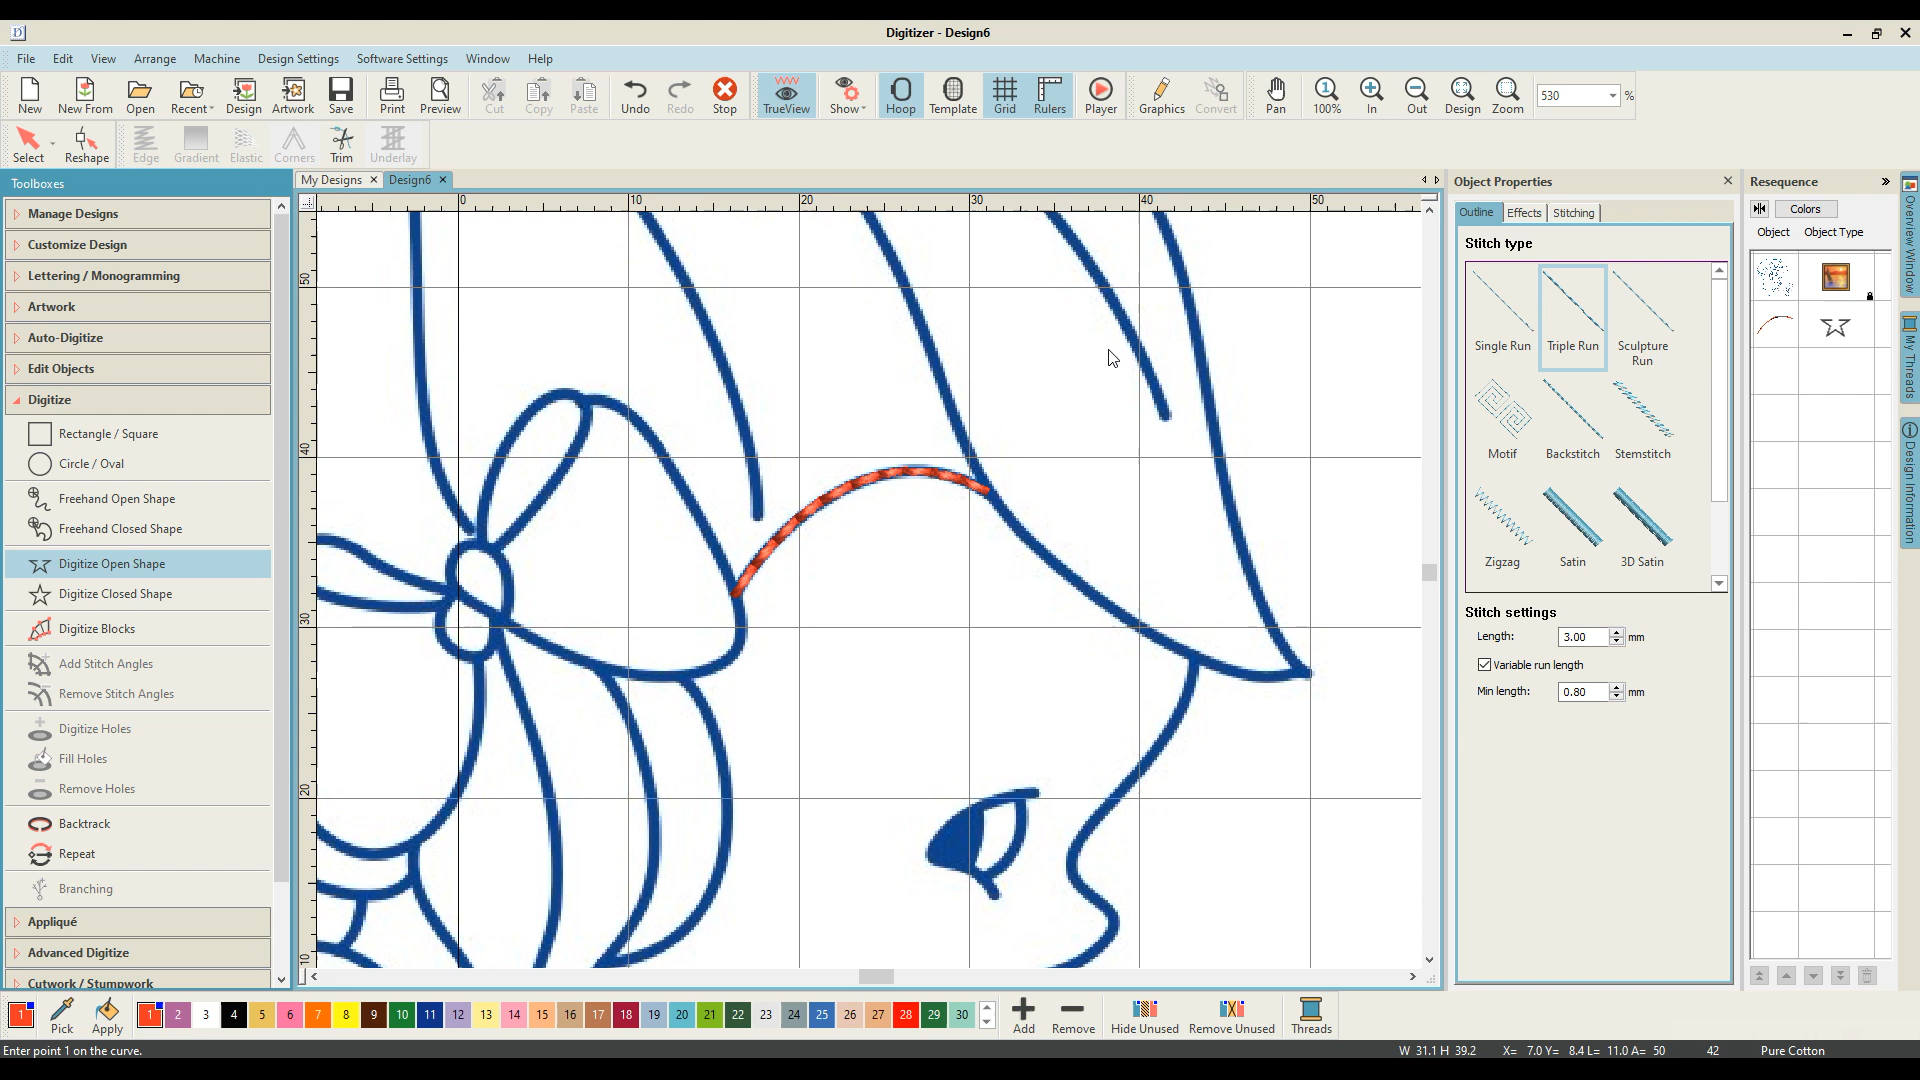 Digitizer - Design6
File Edit View Arrange Machine Design Settings Software Settings Window Help
New New From Open Recent Design Artwork Save Print Preview Cut Copy Paste Undo Redo Stop TrueView Show Hoop Template Grid Rulers Player Graphics Convert Pan 100% In Out Design Zoom 530 %
Select Reshape Edge Gradient Elastic Corners Trim Underlay
Toolboxes
Manage Designs
Customize Design
Lettering / Monogramming
Artwork
Auto-Digitize
Edit Objects
Digitize
Rectangle / Square
Circle / Oval
Freehand Open Shape
Freehand Closed Shape
Digitize Open Shape
Digitize Closed Shape
Digitize Blocks
Add Stitch Angles
Remove Stitch Angles
Digitize Holes
Fill Holes
Remove Holes
Backtrack
Repeat
Branching
Appliqué
Advanced Digitize
Cutwork / Stumpwork
My Designs Design6
0 10 20 30 40 50
50
40
30
20
10
Object Properties
Outline Effects Stitching
Stitch type
Single Run Triple Run Sculpture Run
Motif Backstitch Stemstitch
Zigzag Satin 3D Satin
Stitch settings
Length: 3.00 mm
Variable run length
Min length: 0.80 mm
Resequence
Colors
Object Object Type
Overview Window
My Threads
Design Information
1 Pick Apply 1 2 3 4 5 6 7 8 9 10 11 12 13 14 15 16 17 18 19 20 21 22 23 24 25 26 27 28 29 30 Add Remove Hide Unused Remove Unused Threads
Enter point 1 on the curve. W 31.1 H 39.2 X= 7.0 Y= 8.4 L= 11.0 A= 50 42 Pure Cotton